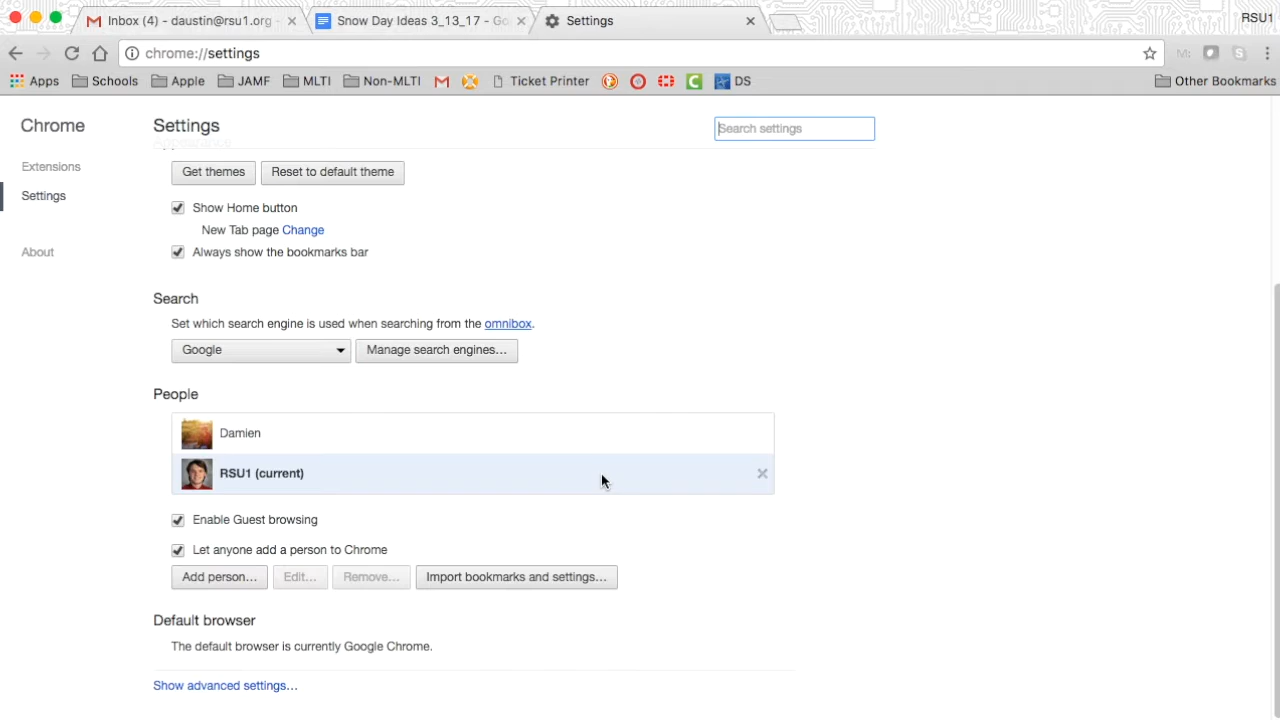 Inbox (4) - daustin@rsu1.org
Snow Day Ideas 3_13_17 - Go
Settings
RSU1
chrome://settings
Apps Schools Apple JAMF MLTI Non-MLTI Ticket Printer DS Other Bookmarks
Chrome
Settings
Search settings
Extensions
Get themes
Reset to default theme
Settings
Show Home button
New Tab page Change
About
Always show the bookmarks bar
Search
Set which search engine is used when searching from the omnibox.
Google
Manage search engines...
People
Damien
RSU1 (current)
Enable Guest browsing
Let anyone add a person to Chrome
Add person...
Edit...
Remove...
Import bookmarks and settings...
Default browser
The default browser is currently Google Chrome.
Show advanced settings...